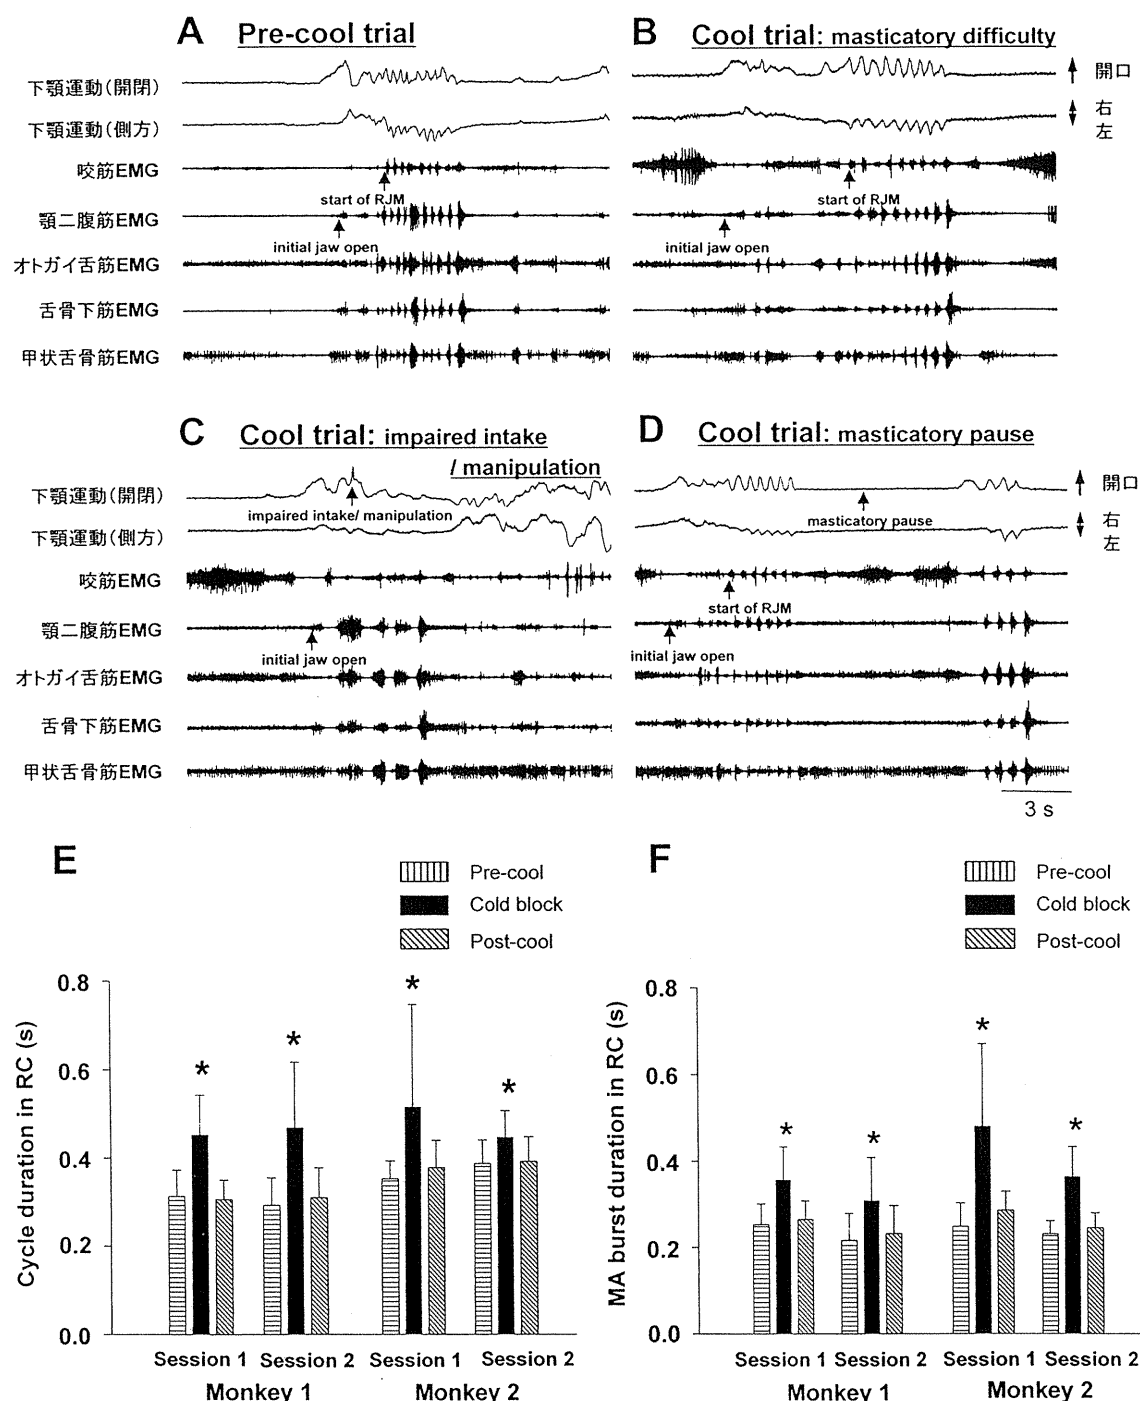 A Pre-cool trial
下顎運動(開閉)
下顎運動(側方)
咬筋EMG
start of RJM
顎二腹筋EMG
initial jaw open
オトガイ舌筋EMG
舌骨下筋EMG
甲状舌骨筋EMG
B Cool trial: masticatory difficulty
開口
右
左
start of RJM
initial jaw open
C Cool trial: impaired intake
/ manipulation
下顎運動(開閉)
impaired intake/ manipulation
下顎運動(側方)
咬筋EMG
顎二腹筋EMG
initial jaw open
オトガイ舌筋EMG
舌骨下筋EMG
甲状舌骨筋EMG
D Cool trial: masticatory pause
開口
masticatory pause
右
左
start of RJM
initial jaw open
3 s
E
Pre-cool
Cold block
Post-cool
Cycle duration in RC (s)
0.8
0.6
0.4
0.2
0.0
* * * *
Session 1 Session 2 Session 1 Session 2
Monkey 1 Monkey 2
F
Pre-cool
Cold block
Post-cool
MA burst duration in RC (s)
0.8
0.6
0.4
0.2
0.0
* * * *
Session 1 Session 2 Session 1 Session 2
Monkey 1 Monkey 2